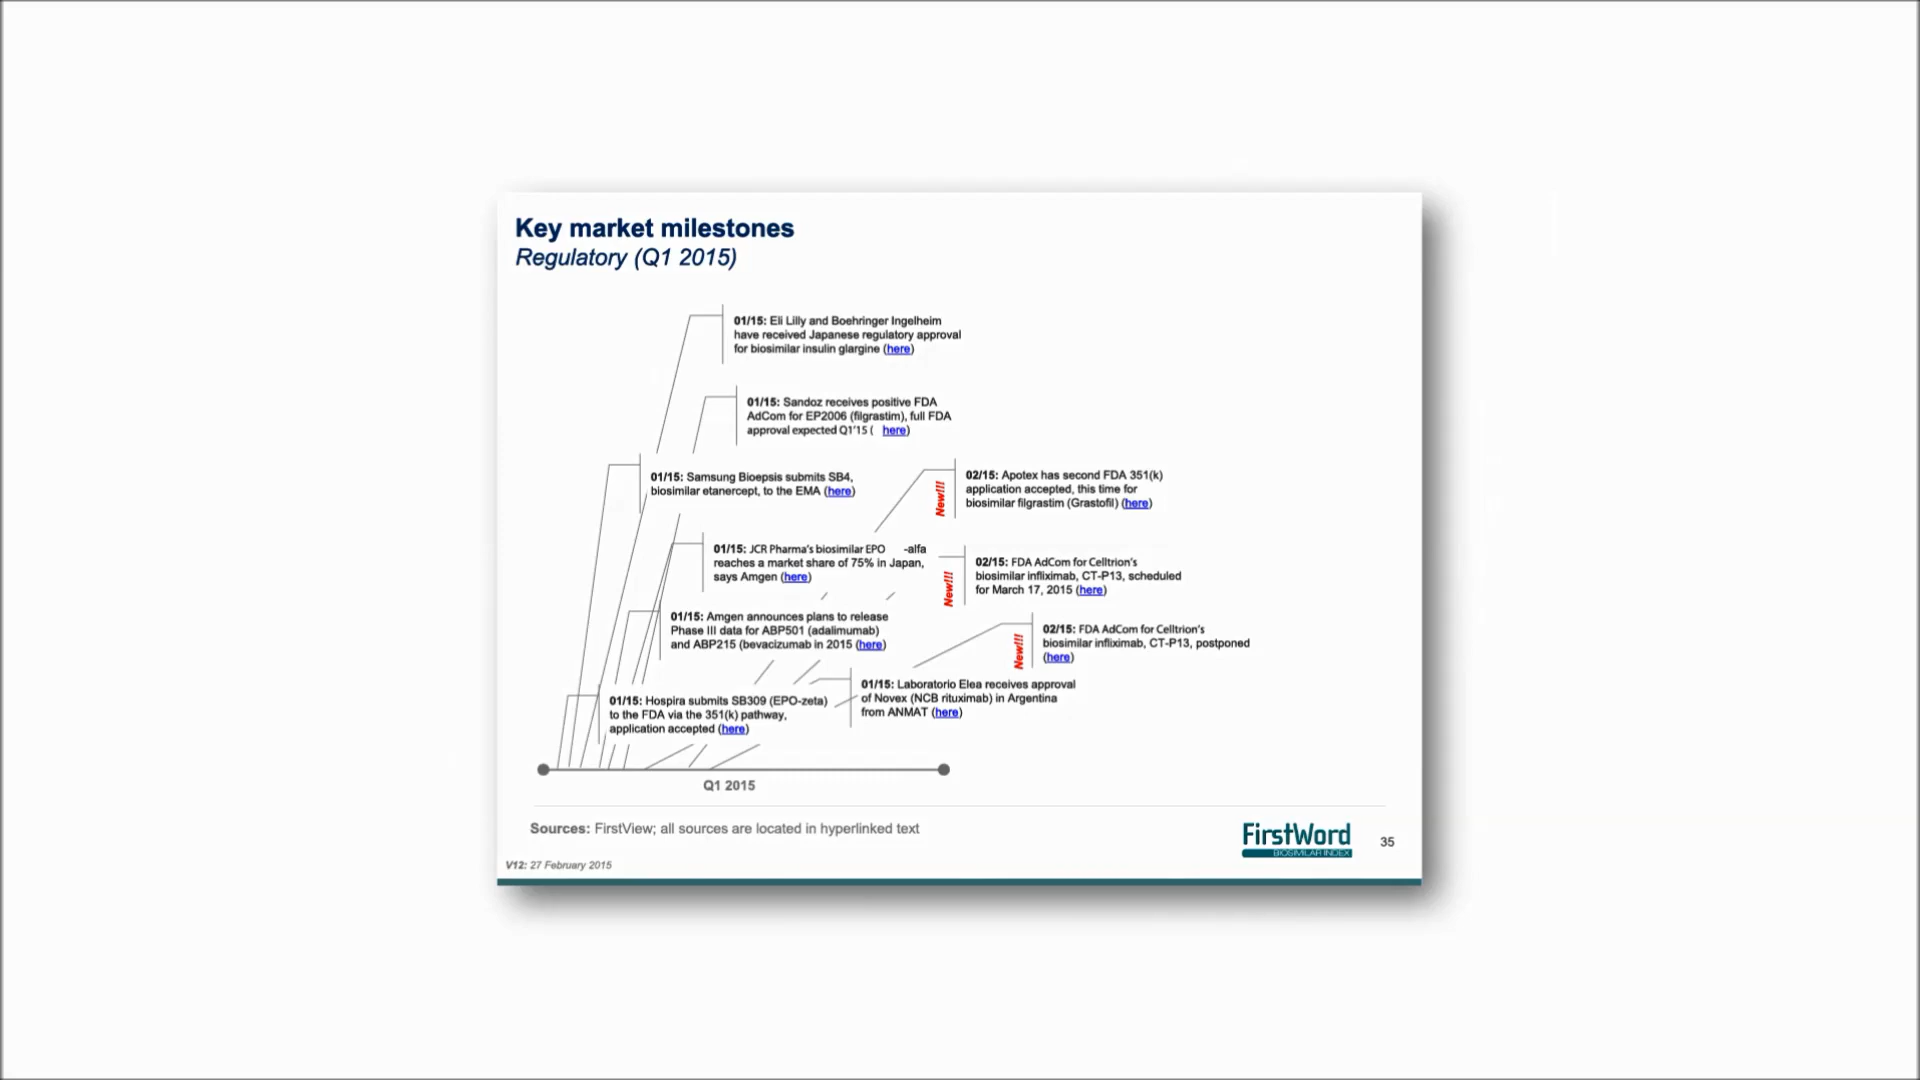 Key market milestones
Regulatory (Q1 2015)
01/15: Eli Lilly and Boehringer Ingelheim
have received Japanese regulatory approval
for biosimilar insulin glargine (here)
01/15: Sandoz receives positive FDA
AdCom for EP2006 (filgrastim), full FDA
approval expected Q1'15 ( here)
01/15: Samsung Bioepsis submits SB4,
biosimilar etanercept, to the EMA (here)
New!!!
02/15: Apotex has second FDA 351(k)
application accepted, this time for
biosimilar filgrastim (Grastofil) (here)
01/15: JCR Pharma's biosimilar EPO -alfa
reaches a market share of 75% in Japan,
says Amgen (here)
New!!!
02/15: FDA AdCom for Celltrion's
biosimilar infliximab, CT-P13, scheduled
for March 17, 2015 (here)
01/15: Amgen announces plans to release
Phase III data for ABP501 (adalimumab)
and ABP215 (bevacizumab in 2015 (here)
New!!!
02/15: FDA AdCom for Celltrion's
biosimilar infliximab, CT-P13, postponed
(here)
01/15: Hospira submits SB309 (EPO-zeta)
to the FDA via the 351(k) pathway,
application accepted (here)
01/15: Laboratorio Elea receives approval
of Novex (NCB rituximab) in Argentina
from ANMAT (here)
Q1 2015
Sources: FirstView; all sources are located in hyperlinked text
FirstWord
BIOSIMILAR INDEX
35
V12: 27 February 2015